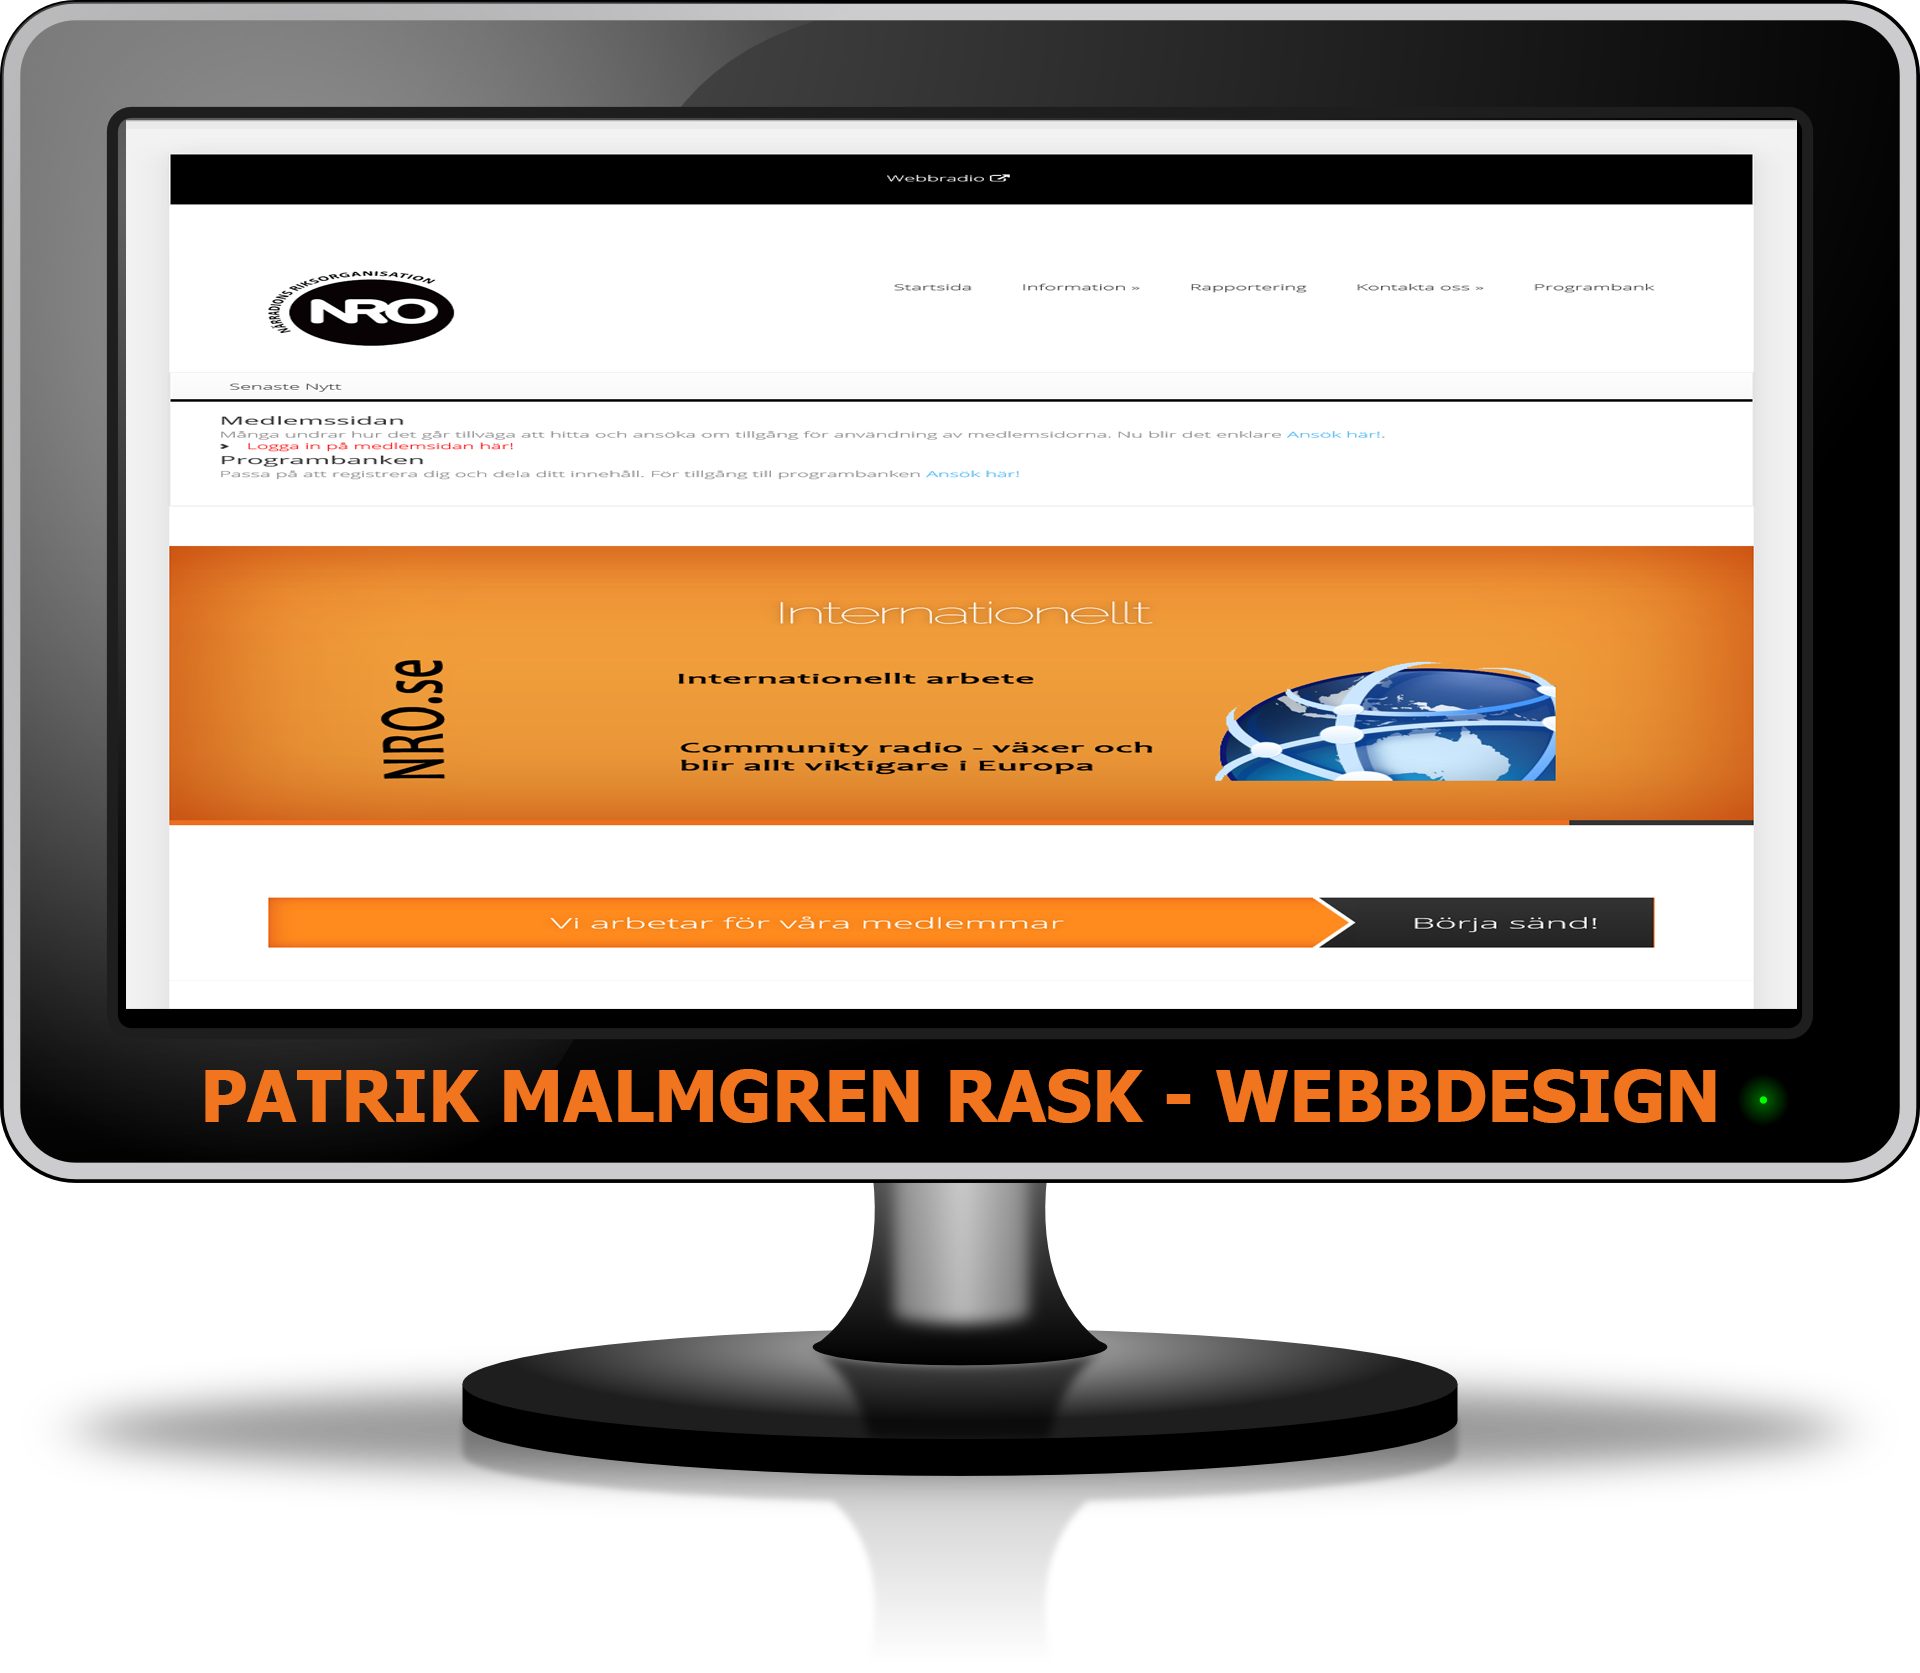 Webbradio
NÄRRADIONS RIKSORGANISATION
NRO
Startsida Information » Rapportering Kontakta oss » Programbank
Senaste Nytt
Medlemssidan
Många undrar hur det går tillväga att hitta och ansöka om tillgång för användning av medlemsidorna. Nu blir det enklare Ansök här!.
Logga in på medlemsidan här!
Programbanken
Passa på att registrera dig och dela ditt innehåll. För tillgång till programbanken Ansök här!
Internationellt
NRO.se
Internationellt arbete
Community radio - växer och
blir allt viktigare i Europa
Vi arbetar för våra medlemmar
Börja sänd!
PATRIK MALMGREN RASK - WEBBDESIGN